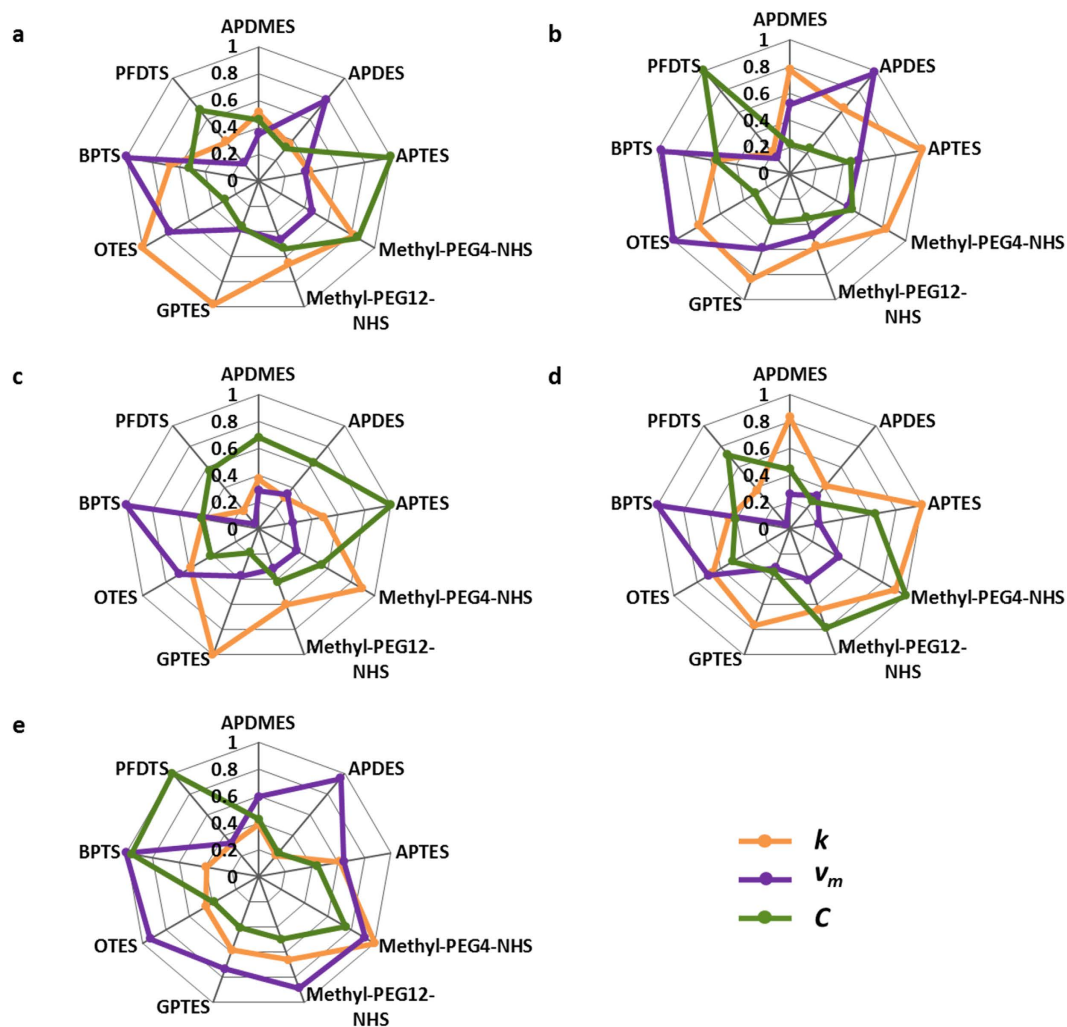 a
APDMES
1
0.8
0.6
0.4
0.2
0
APDES
APTES
Methyl-PEG4-NHS
Methyl-PEG12-
NHS
GPTES
OTES
BPTS
PFDTS
b
APDMES
1
0.8
0.6
0.4
0.2
0
APDES
APTES
Methyl-PEG4-NHS
Methyl-PEG12-
NHS
GPTES
OTES
BPTS
PFDTS
c
APDMES
1
0.8
0.6
0.4
0.2
0
APDES
APTES
Methyl-PEG4-NHS
Methyl-PEG12-
NHS
GPTES
OTES
BPTS
PFDTS
d
APDMES
1
0.8
0.6
0.4
0.2
0
APDES
APTES
Methyl-PEG4-NHS
Methyl-PEG12-
NHS
GPTES
OTES
BPTS
PFDTS
e
APDMES
1
0.8
0.6
0.4
0.2
0
APDES
APTES
Methyl-PEG4-NHS
Methyl-PEG12-
NHS
GPTES
OTES
BPTS
PFDTS
k
vm
C